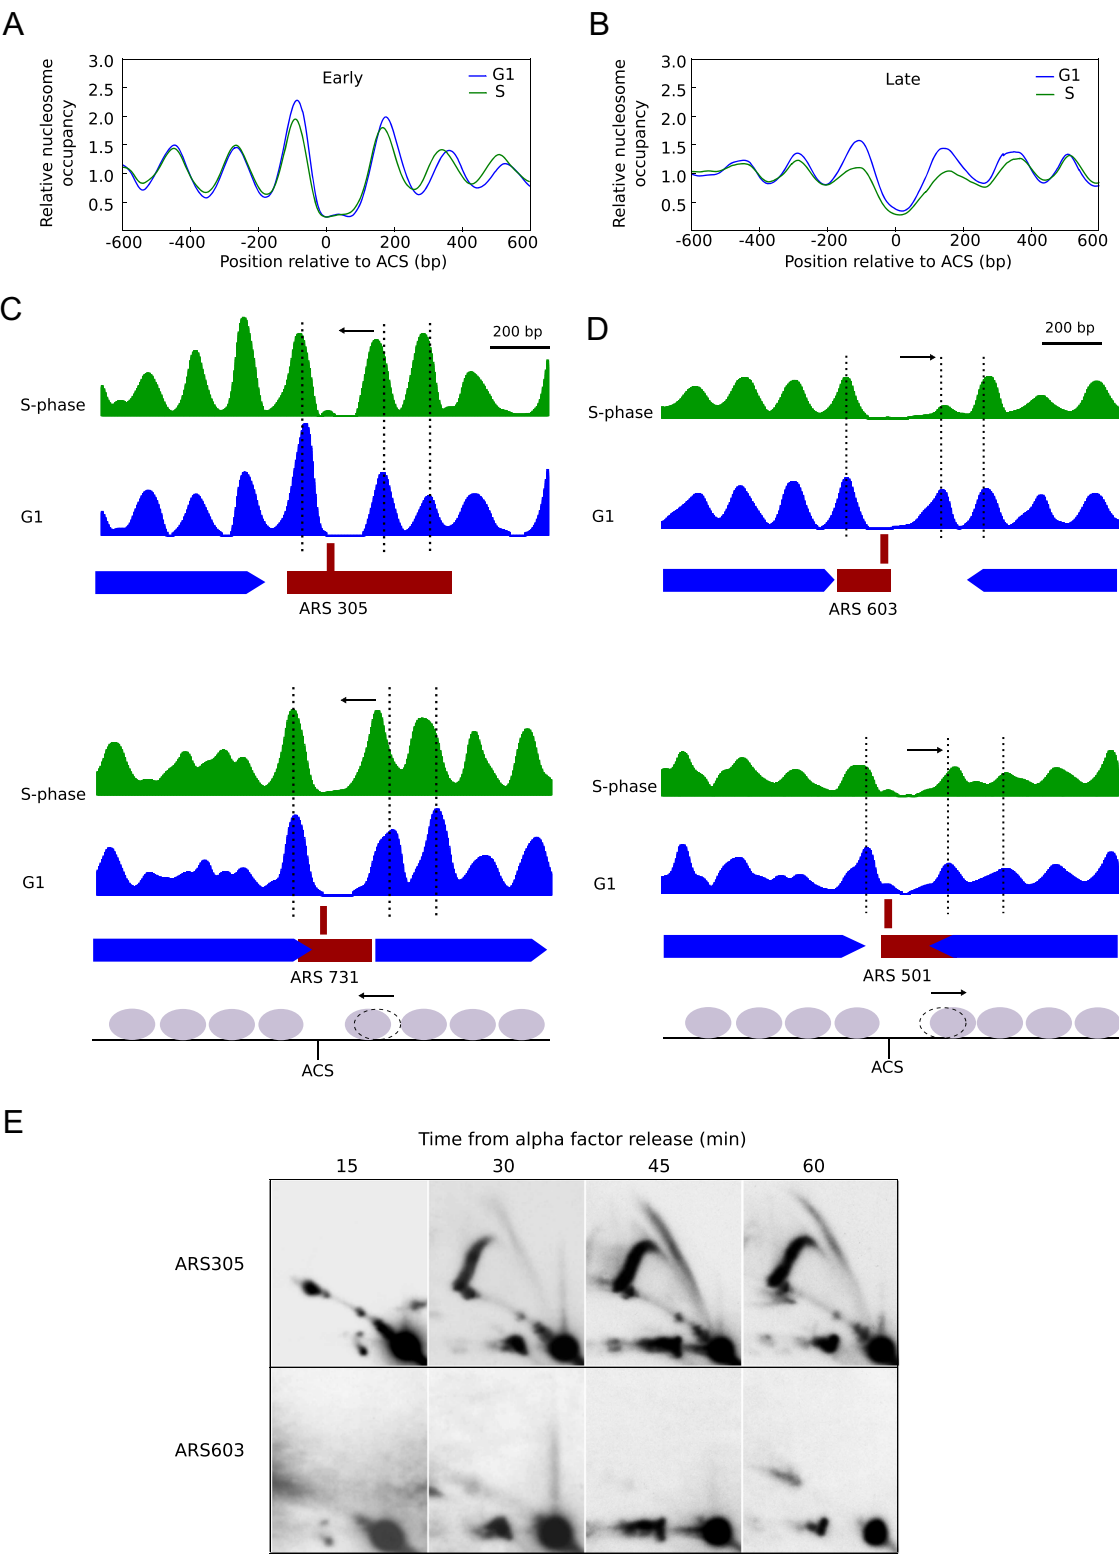 A
Relative nucleosome
occupancy
3.0
2.5
2.0
1.5
1.0
0.5
Early
G1
S
-600
-400
-200
0
200
400
600
Position relative to ACS (bp)
B
Relative nucleosome
occupancy
3.0
2.5
2.0
1.5
1.0
0.5
Late
G1
S
-600
-400
-200
0
200
400
600
Position relative to ACS (bp)
C
200 bp
S-phase
G1
ARS 305
S-phase
G1
ARS 731
ACS
D
200 bp
S-phase
G1
ARS 603
S-phase
G1
ARS 501
ACS
E
Time from alpha factor release (min)
15 30 45 60
ARS305
ARS603